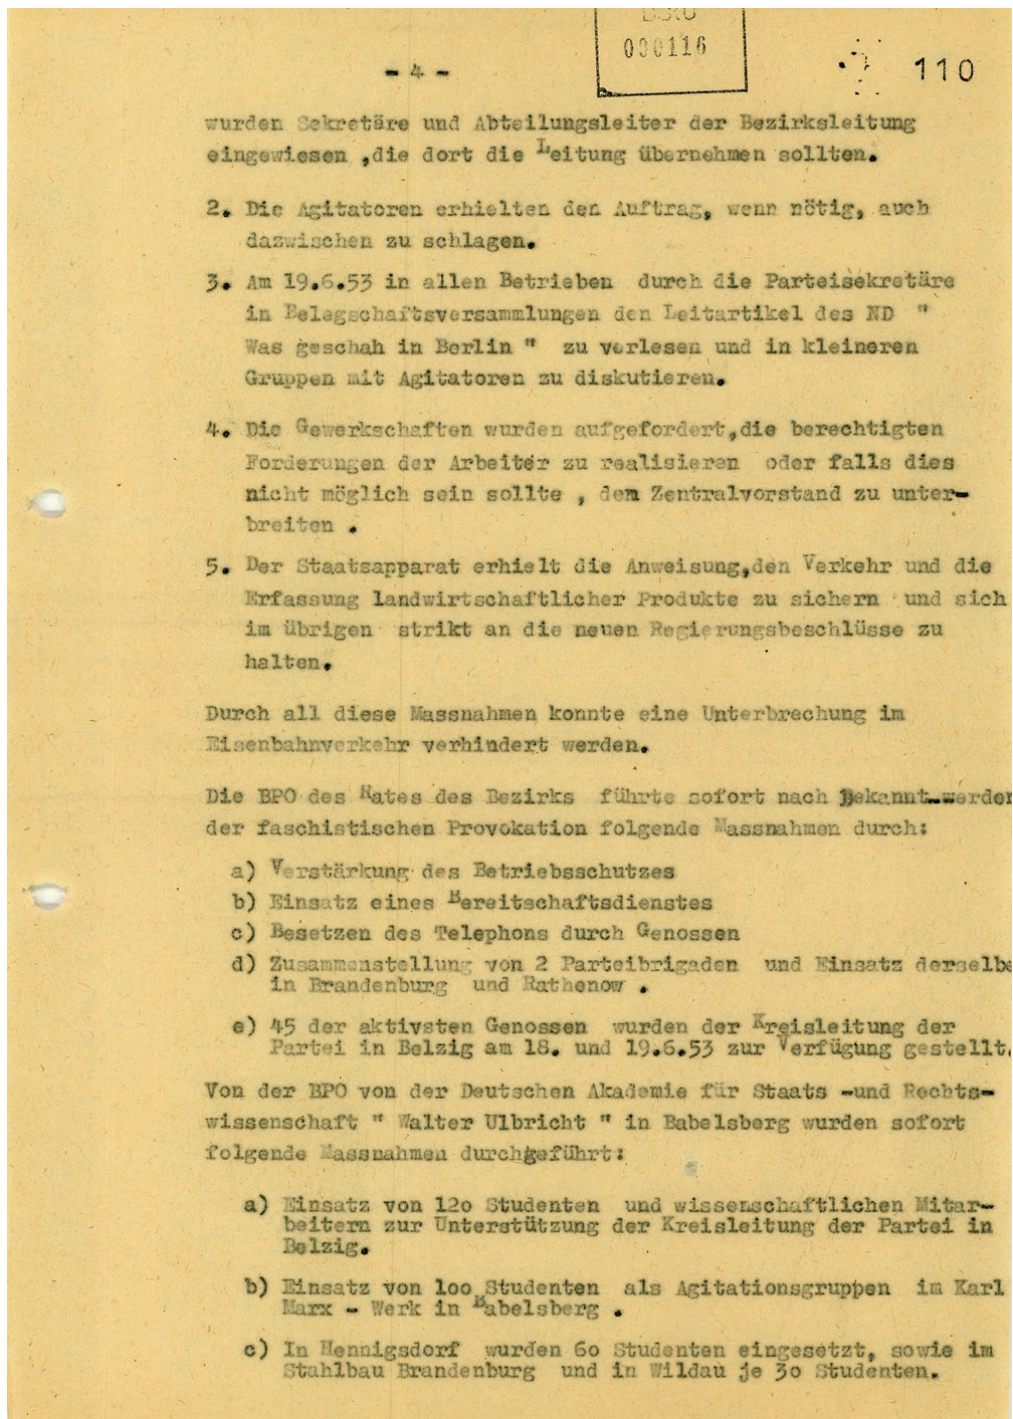 000116
- 4 -
110
wurden Sekretäre und Abteilungsleiter der Bezirksleitung
eingewiesen ,die dort die Leitung übernehmen sollten.
2. Die Agitatoren erhielten den Auftrag, wenn nötig, auch
dazwischen zu schlagen.
3. Am 19.6.53 in allen Betrieben durch die Parteisekretäre
in Belegschaftsversammlungen den Leitartikel des ND "
Was geschah in Berlin " zu verlesen und in kleineren
Gruppen mit Agitatoren zu diskutieren.
4. Die Gewerkschaften wurden aufgefordert,die berechtigten
Forderungen der Arbeiter zu realisieren oder falls dies
nicht möglich sein sollte , dem Zentralvorstand zu unter-
breiten .
5. Der Staatsapparat erhielt die Anweisung,den Verkehr und die
Erfassung landwirtschaftlicher Produkte zu sichern und sich
im übrigen strikt an die neuen Regierungsbeschlüsse zu
halten.
Durch all diese Massnahmen konnte eine Unterbrechung im
Eisenbahnverkehr verhindert werden.
Die BPO des Rates des Bezirks führte sofort nach Bekannt-werden
der faschistischen Provokation folgende Massnahmen durch:
a) Verstärkung des Betriebsschutzes
b) Einsatz eines Bereitschaftsdienstes
c) Besetzen des Telephons durch Genossen
d) Zusammenstellung von 2 Parteibrigaden und Einsatz derselbe
in Brandenburg und Rathenow .
e) 45 der aktivsten Genossen wurden der Kreisleitung der
Partei in Belzig am 18. und 19.6.53 zur Verfügung gestellt.
Von der BPO von der Deutschen Akademie für Staats -und Rechts-
wissenschaft " Walter Ulbricht " in Babelsberg wurden sofort
folgende Massnahmen durchgeführt:
a) Einsatz von 12o Studenten und wissenschaftlichen Mitar-
beitern zur Unterstützung der Kreisleitung der Partei in
Belzig.
b) Einsatz von 1oo Studenten als Agitationsgruppen im Karl
Marx - Werk in Babelsberg .
c) In Hennigsdorf wurden 6o Studenten eingesetzt, sowie im
Stahlbau Brandenburg und in Wildau je 3o Studenten.